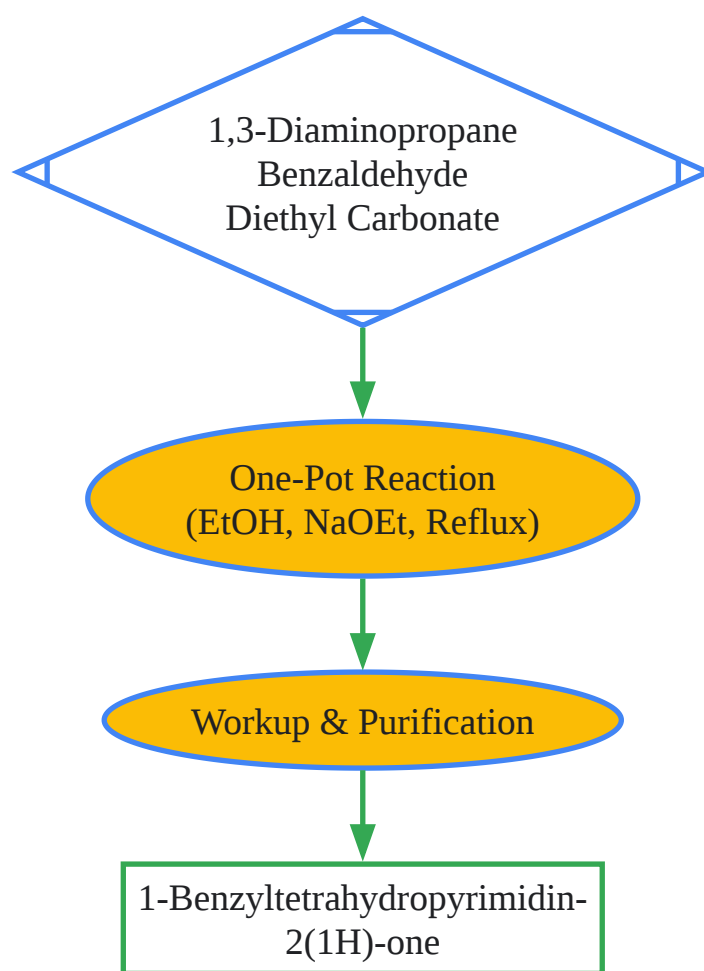 1,3-Diaminopropane
Benzaldehyde
Diethyl Carbonate
One-Pot Reaction
(EtOH, NaOEt, Reflux)
Workup & Purification
1-Benzyltetrahydropyrimidin-
2(1H)-one